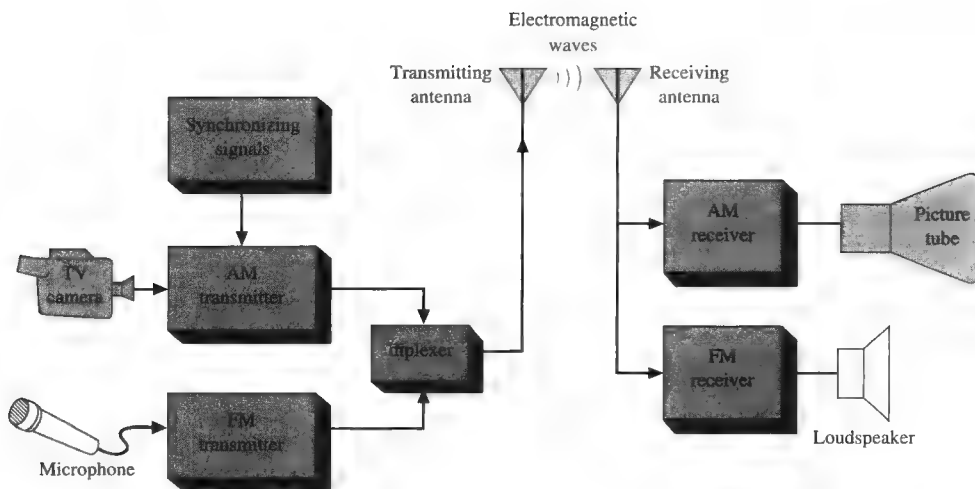 Electromagnetic
waves
Transmitting
antenna
Receiving
antenna
Synchronizing
signals
AM
receiver
Picture
tube
TV
camera
AM
transmitter
diplexer
FM
receiver
FM
transmitter
Microphone
Loudspeaker